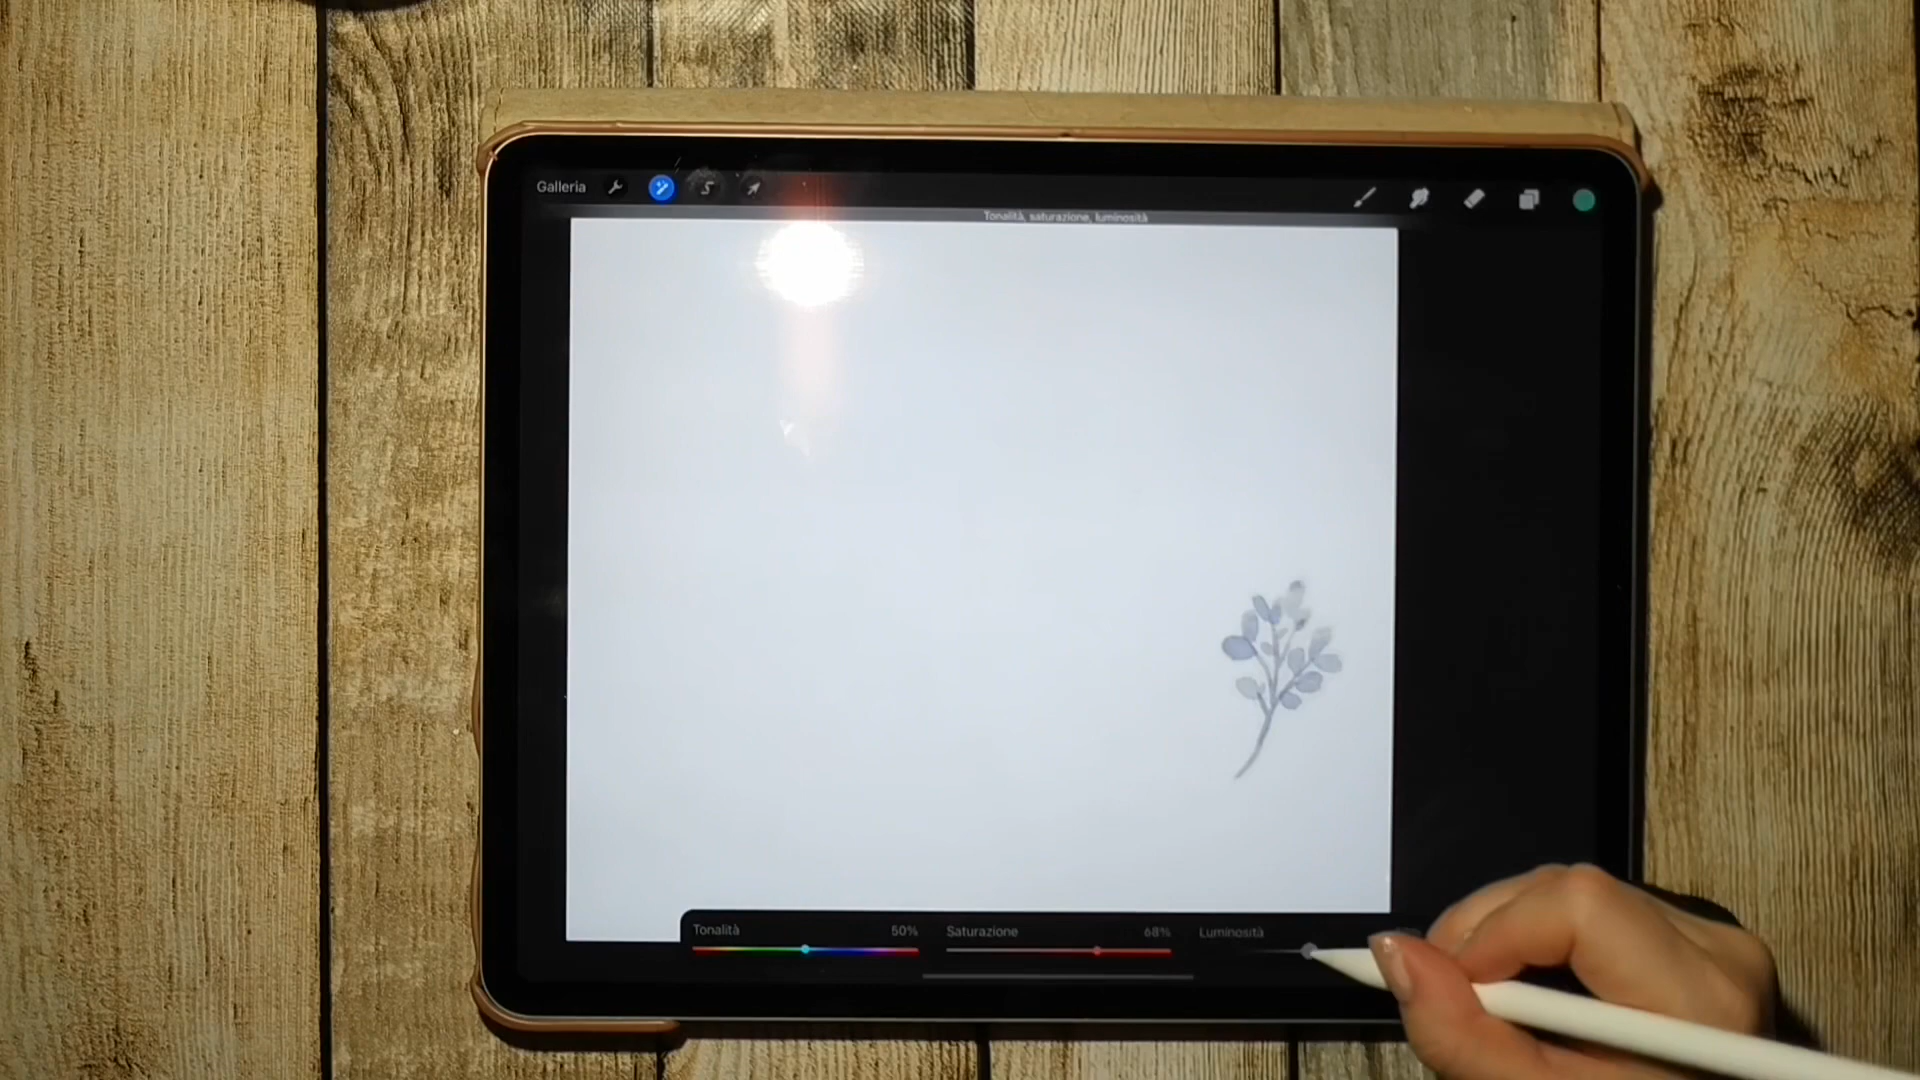 Galleria
Tonalità, saturazione, luminosità
Tonalità 50%
Saturazione 68%
Luminosità